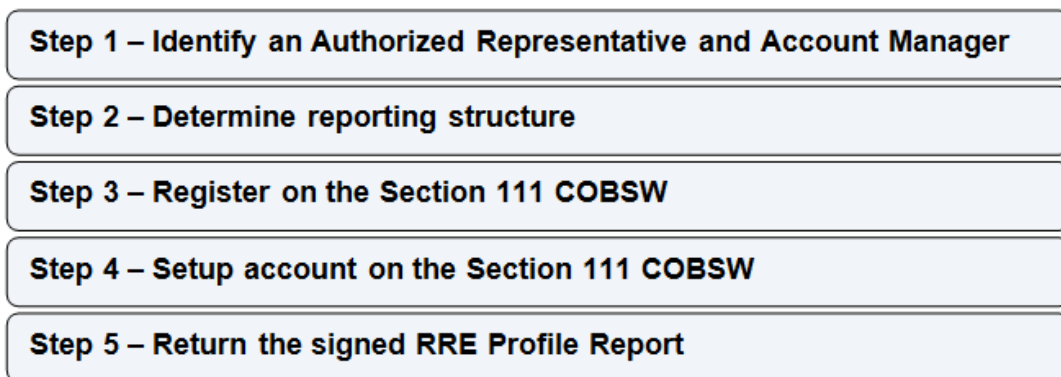 Step 1 – Identify an Authorized Representative and Account Manager
Step 2 – Determine reporting structure
Step 3 – Register on the Section 111 COBSW
Step 4 – Setup account on the Section 111 COBSW
Step 5 – Return the signed RRE Profile Report